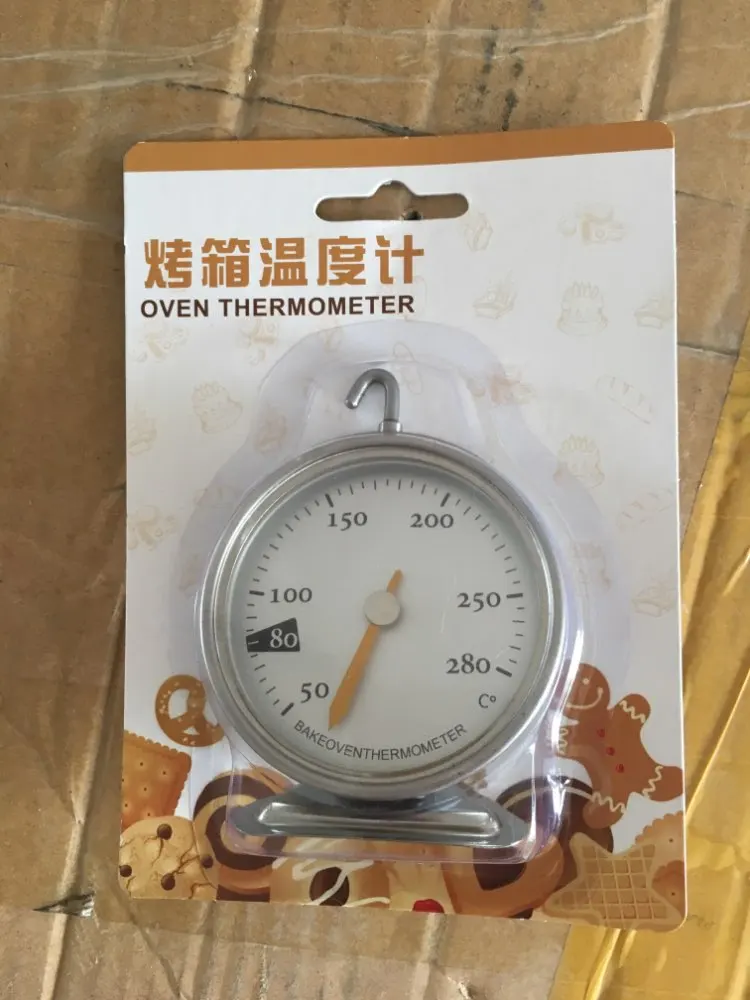 烤箱温度计
OVEN THERMOMETER
150
200
100
250
80
280
50
C°
BAKEOVENTHERMOMETER